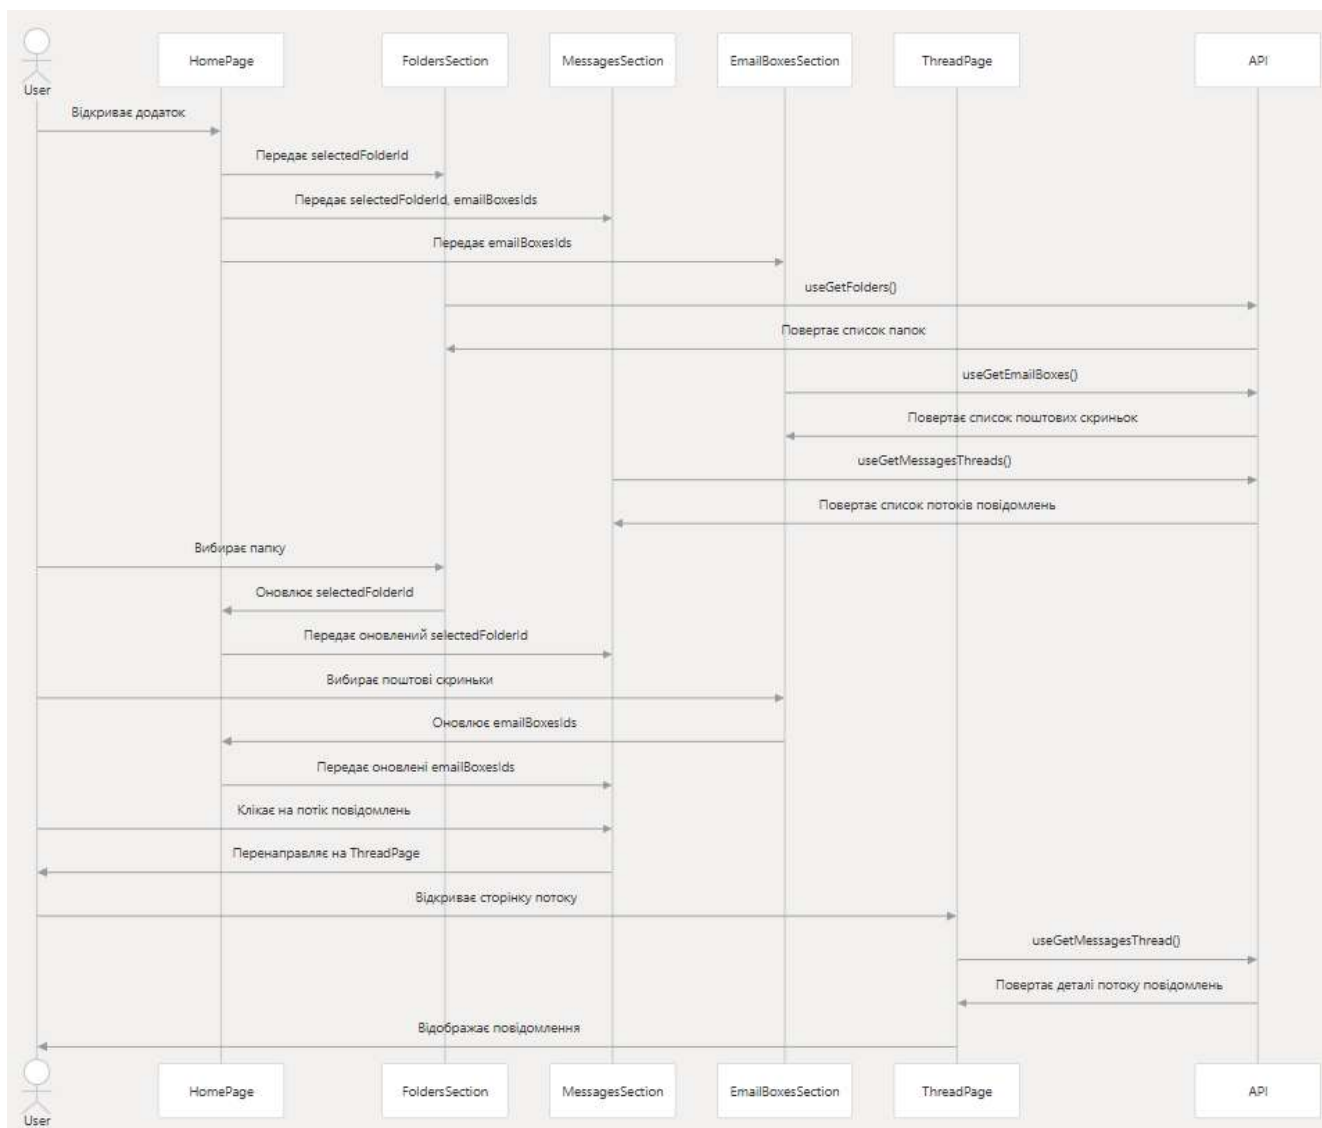 HomePage
FoldersSection
MessagesSection
EmailBoxesSection
ThreadPage
API
User
Відкриває додаток
Передає selectedFolderId
Передає selectedFolderId, emailBoxesIds
Передає emailBoxesIds
useGetFolders()
Повертає список папок
useGetEmailBoxes()
Повертає список поштових скриньок
useGetMessagesThreads()
Повертає список потоків повідомлень
Вибирає папку
Оновлює selectedFolderId
Передає оновлений selectedFolderId
Вибирає поштові скриньки
Оновлює emailBoxesIds
Передає оновлені emailBoxesIds
Клікає на потік повідомлень
Перенаправляє на ThreadPage
Відкриває сторінку потоку
useGetMessagesThread()
Повертає деталі потоку повідомлень
Відображає повідомлення
HomePage
FoldersSection
MessagesSection
EmailBoxesSection
ThreadPage
API
User